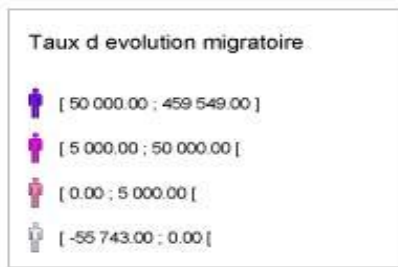 Taux d evolution migratoire
[ 50 000.00 ; 459 549.00 ]
[ 5 000.00 ; 50 000.00 [
[ 0.00 ; 5 000.00 [
[ -55 743.00 ; 0.00 [